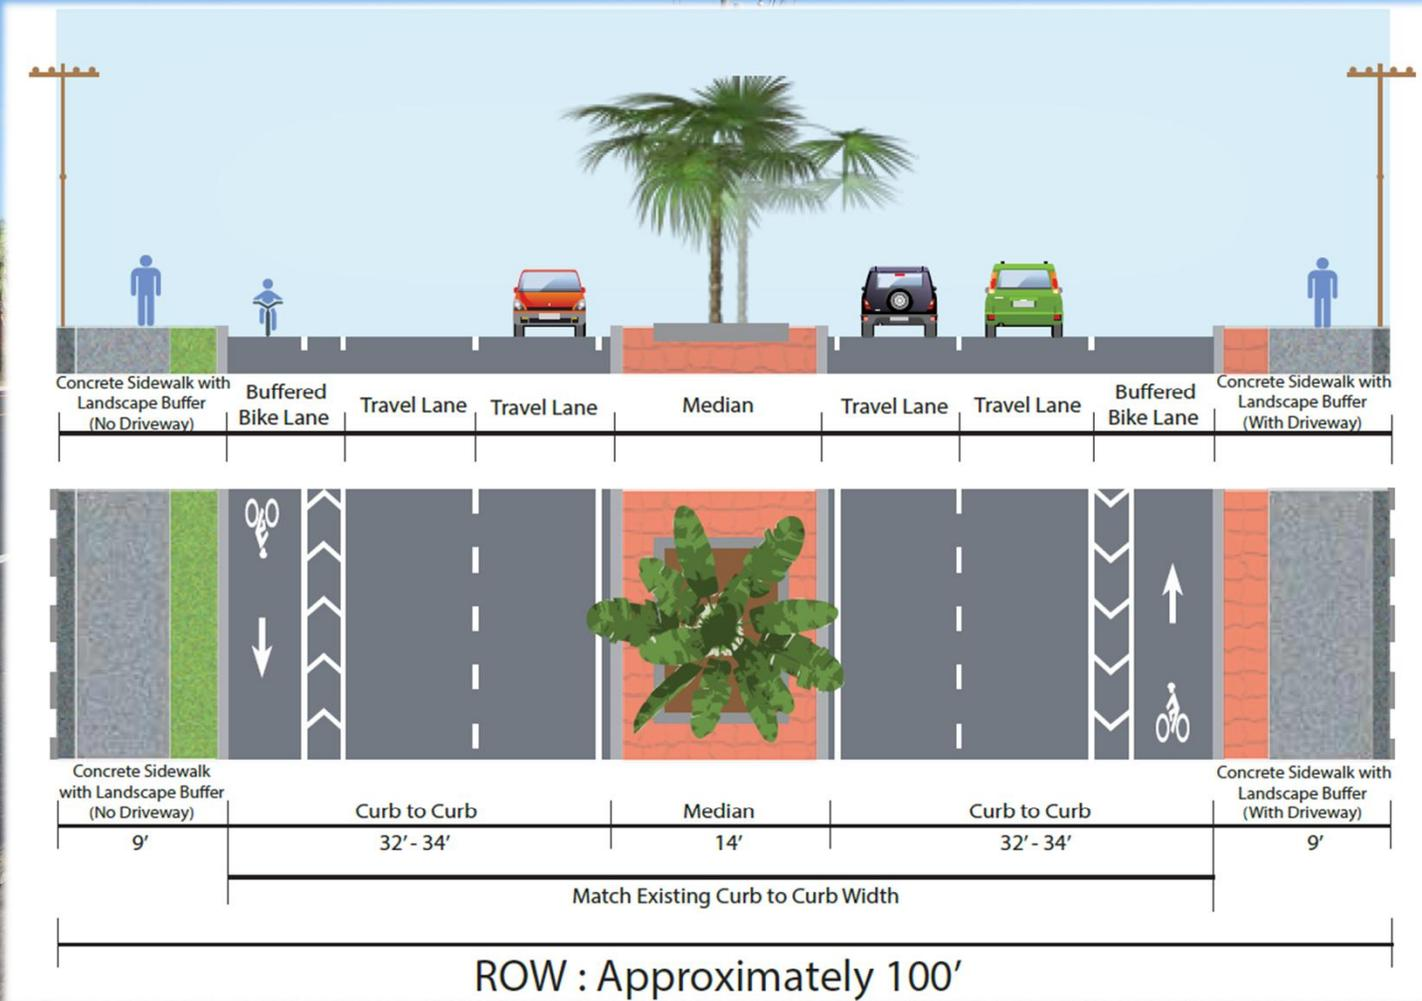 Concrete Sidewalk with
Landscape Buffer
(No Driveway)
Buffered
Bike Lane
Travel Lane
Travel Lane
Median
Travel Lane
Travel Lane
Buffered
Bike Lane
Concrete Sidewalk with
Landscape Buffer
(With Driveway)
Concrete Sidewalk
with Landscape Buffer
(No Driveway)
Curb to Curb
Median
Curb to Curb
Concrete Sidewalk with
Landscape Buffer
(With Driveway)
9’
32’ - 34’
14’
32’ - 34’
9’
Match Existing Curb to Curb Width
ROW : Approximately 100’